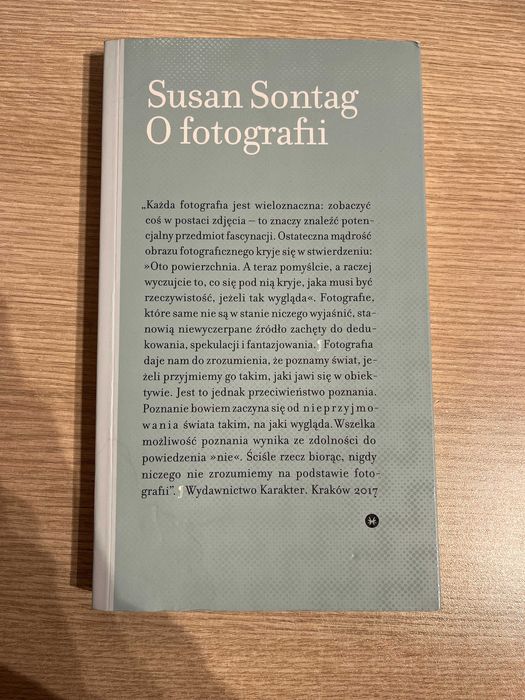 Susan Sontag
O fotografii
„Każda fotografia jest wieloznaczna: zobaczyć
coś w postaci zdjęcia – to znaczy znaleźć poten-
cjalny przedmiot fascynacji. Ostateczna mądrość
obrazu fotograficznego kryje się w stwierdzeniu:
»Oto powierzchnia. A teraz pomyślcie, a raczej
wyczujcie to, co się pod nią kryje, jaka musi być
rzeczywistość, jeżeli tak wygląda«. Fotografie,
które same nie są w stanie niczego wyjaśnić, sta-
nowią niewyczerpane źródło zachęty do dedu-
kowania, spekulacji i fantazjowania.¶ Fotografia
daje nam do zrozumienia, że poznamy świat, je-
żeli przyjmiemy go takim, jaki jawi się w obiek-
tywie. Jest to jednak przeciwieństwo poznania.
Poznanie bowiem zaczyna się od nieprzyjmo-
wania świata takim, na jaki wygląda. Wszelka
możliwość poznania wynika ze zdolności do
powiedzenia »nie«. Ściśle rzecz biorąc, nigdy
niczego nie zrozumiemy na podstawie foto-
grafii”.¶ Wydawnictwo Karakter. Kraków 2017